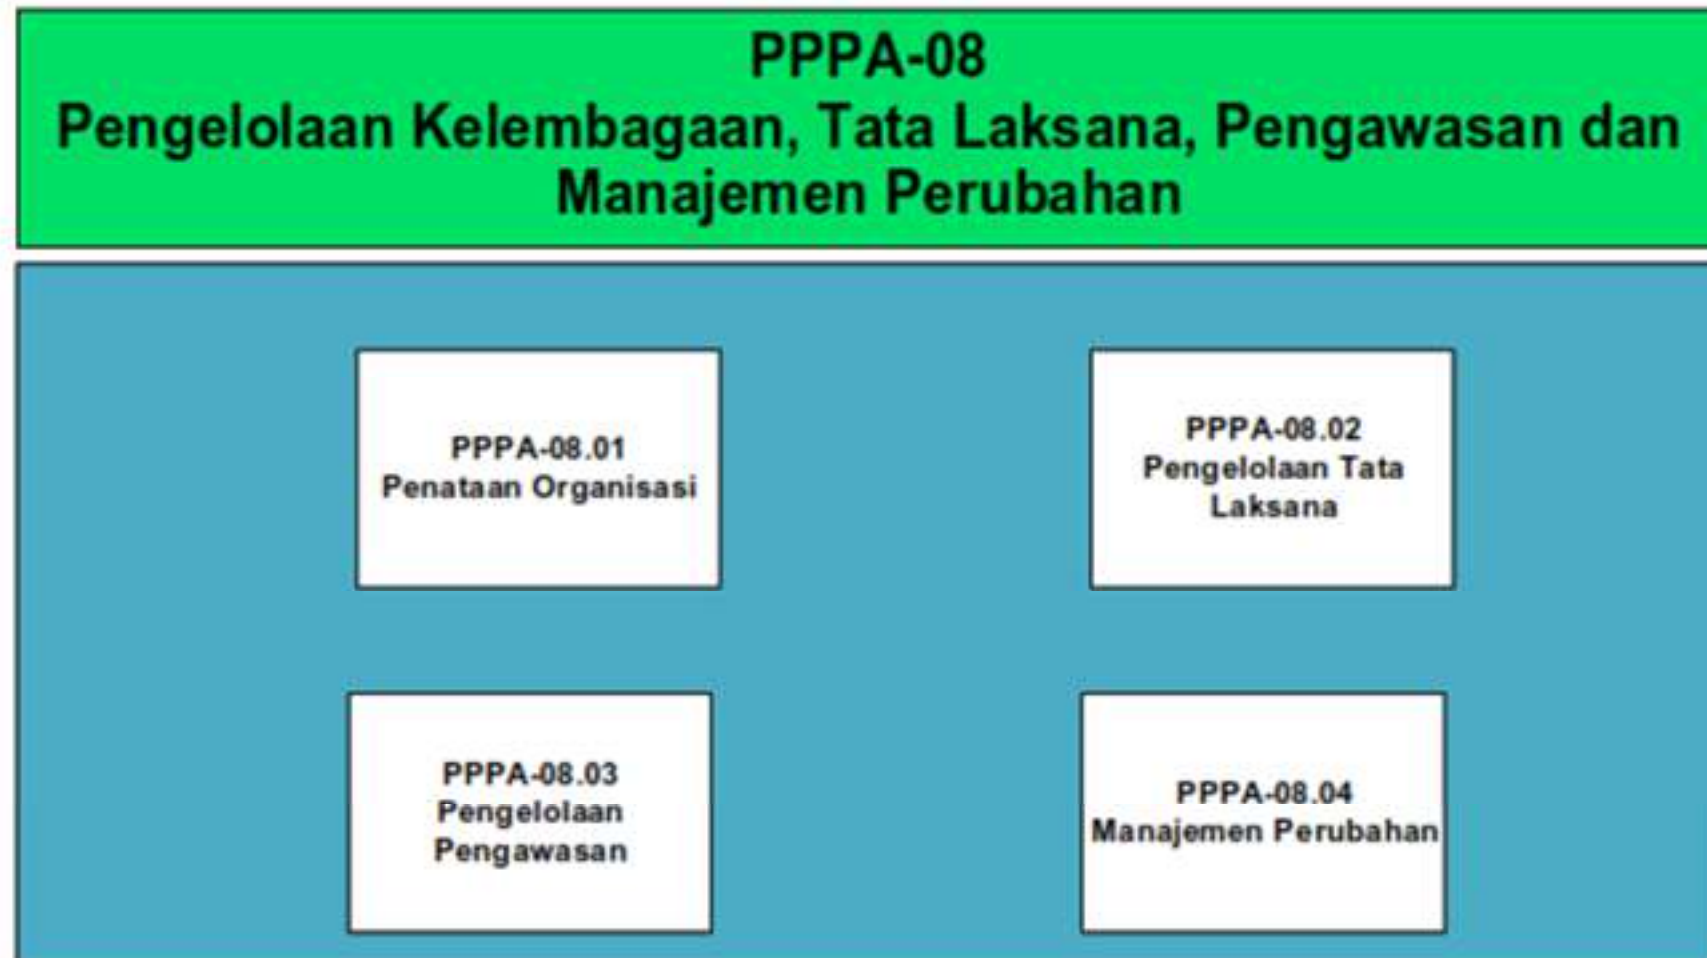 PPPA-08
Pengelolaan Kelembagaan, Tata Laksana, Pengawasan dan
Manajemen Perubahan
PPPA-08.01
Penataan Organisasi
PPPA-08.02
Pengelolaan Tata
Laksana
PPPA-08.03
Pengelolaan
Pengawasan
PPPA-08.04
Manajemen Perubahan